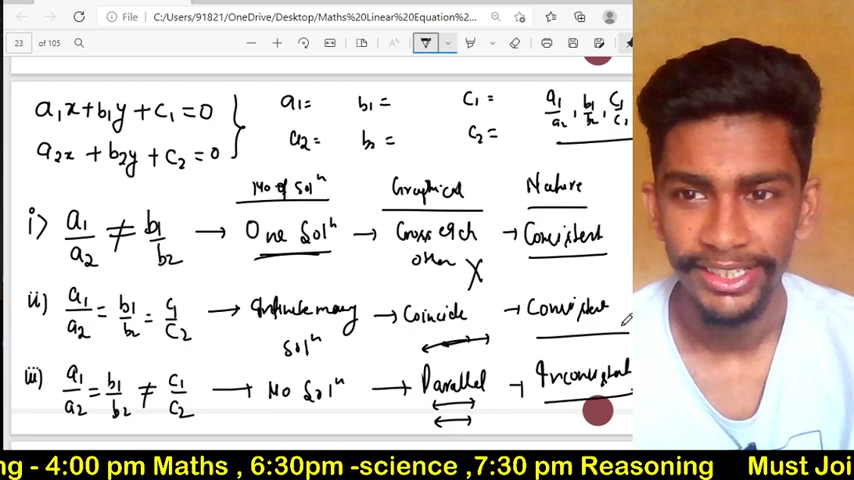 File | C:/Users/91821/OneDrive/Desktop/Maths%20Linear%20Equation%2...
23 of 105
a₁x+b₁y+c₁=0 a₁= b₁= c₁= a₁/a₂, b₁/b₂, c₁/c₂
a₂x+b₂y+c₂=0 a₂= b₂= c₂=
No of Solⁿ Graphical Nature
i> a₁/a₂ ≠ b₁/b₂ → One Solⁿ → Cross each other → Consistent
ii) a₁/a₂ = b₁/b₂ = c₁/c₂ → Infinite many Solⁿ → Coincide → Consistent
iii) a₁/a₂ = b₁/b₂ ≠ c₁/c₂ → No Solⁿ → Parallel → Inconsistent
ng - 4:00 pm Maths , 6:30pm -science ,7:30 pm Reasoning Must Joi